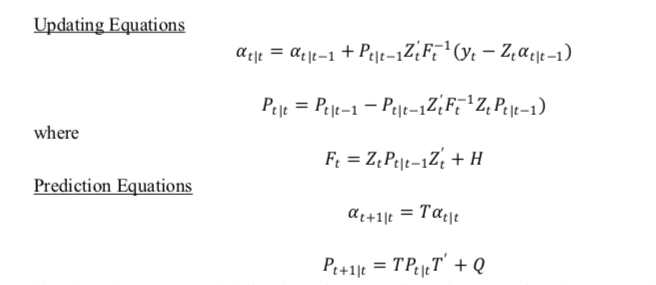 Updating Equations
α_{t|t} = α_{t|t−1} + P_{t|t−1}Z_t′F_t^{−1}(y_t − Z_tα_{t|t−1})
P_{t|t} = P_{t|t−1} − P_{t|t−1}Z_t′F_t^{−1}Z_tP_{t|t−1})
where
F_t = Z_tP_{t|t−1}Z_t′ + H
Prediction Equations
α_{t+1|t} = Tα_{t|t}
P_{t+1|t} = TP_{t|t}T′ + Q